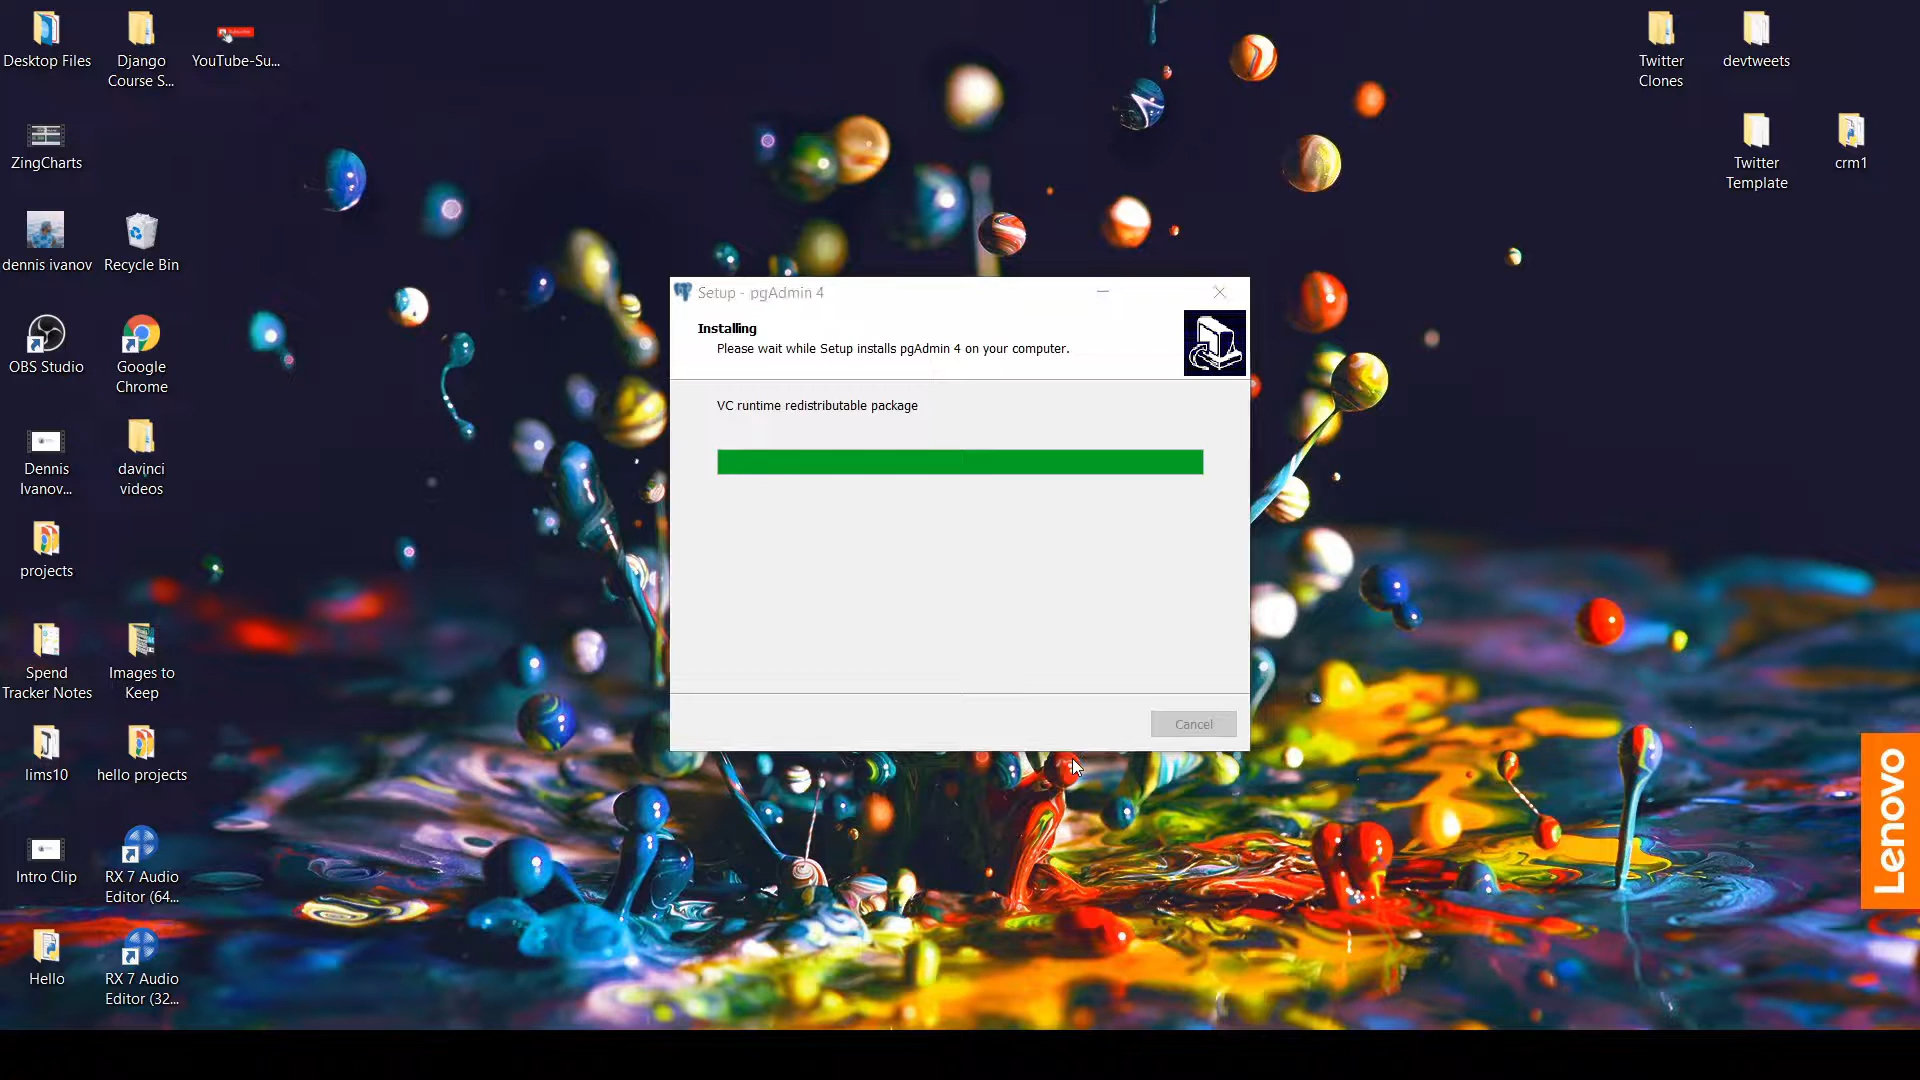 Desktop Files
Django
Course S...
YouTube-Su...
Twitter
Clones
devtweets
ZingCharts
Twitter
Template
crm1
dennis ivanov
Recycle Bin
OBS Studio
Google
Chrome
Setup - pgAdmin 4
Installing
Please wait while Setup installs pgAdmin 4 on your computer.
VC runtime redistributable package
Cancel
Dennis
Ivanov...
davinci
videos
projects
Spend
Tracker Notes
Images to
Keep
lims10
hello projects
Intro Clip
RX 7 Audio
Editor (64...
Hello
RX 7 Audio
Editor (32...
Lenovo